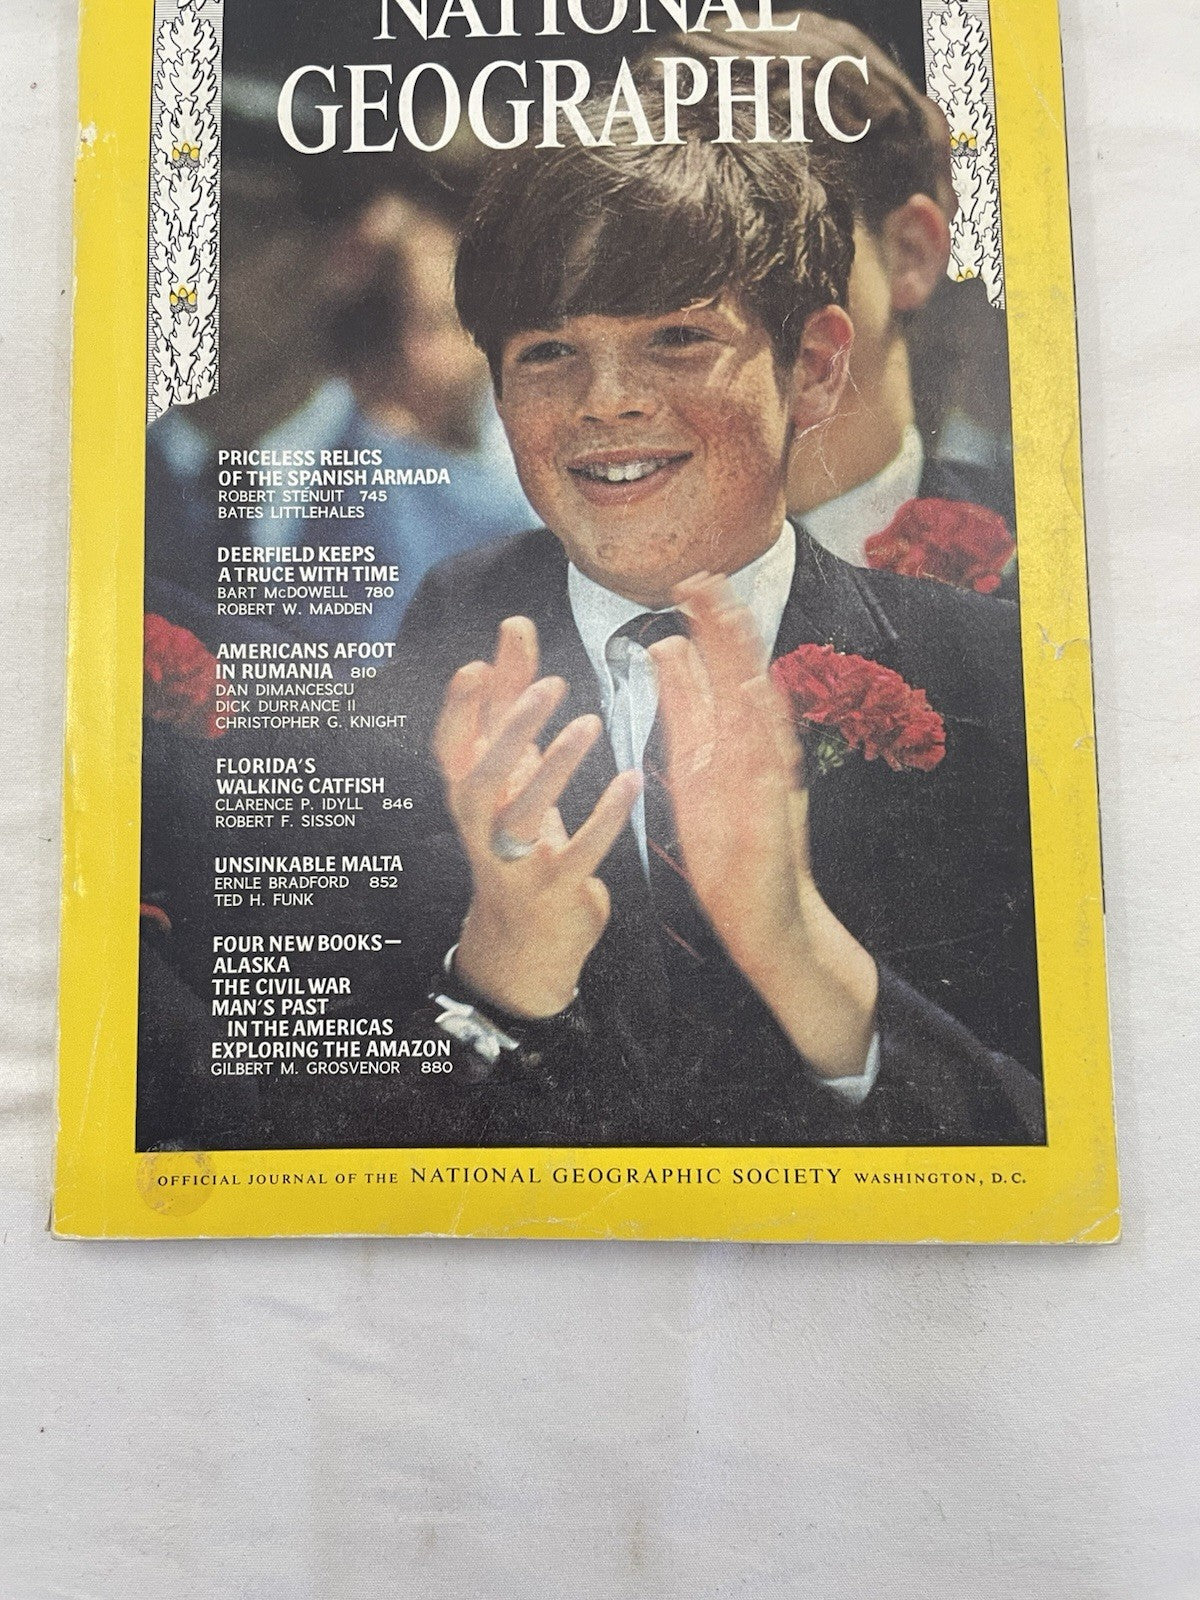 NATIONAL
GEOGRAPHIC
PRICELESS RELICS
OF THE SPANISH ARMADA
ROBERT STÉNUIT 745
BATES LITTLEHALES
DEERFIELD KEEPS
A TRUCE WITH TIME
BART McDOWELL 780
ROBERT W. MADDEN
AMERICANS AFOOT
IN RUMANIA 810
DAN DIMANCESCU
DICK DURRANCE II
CHRISTOPHER G. KNIGHT
FLORIDA'S
WALKING CATFISH
CLARENCE P. IDYLL 846
ROBERT F. SISSON
UNSINKABLE MALTA
ERNLE BRADFORD 852
TED H. FUNK
FOUR NEW BOOKS—
ALASKA
THE CIVIL WAR
MAN'S PAST
IN THE AMERICAS
EXPLORING THE AMAZON
GILBERT M. GROSVENOR 880
OFFICIAL JOURNAL OF THE NATIONAL GEOGRAPHIC SOCIETY WASHINGTON, D.C.